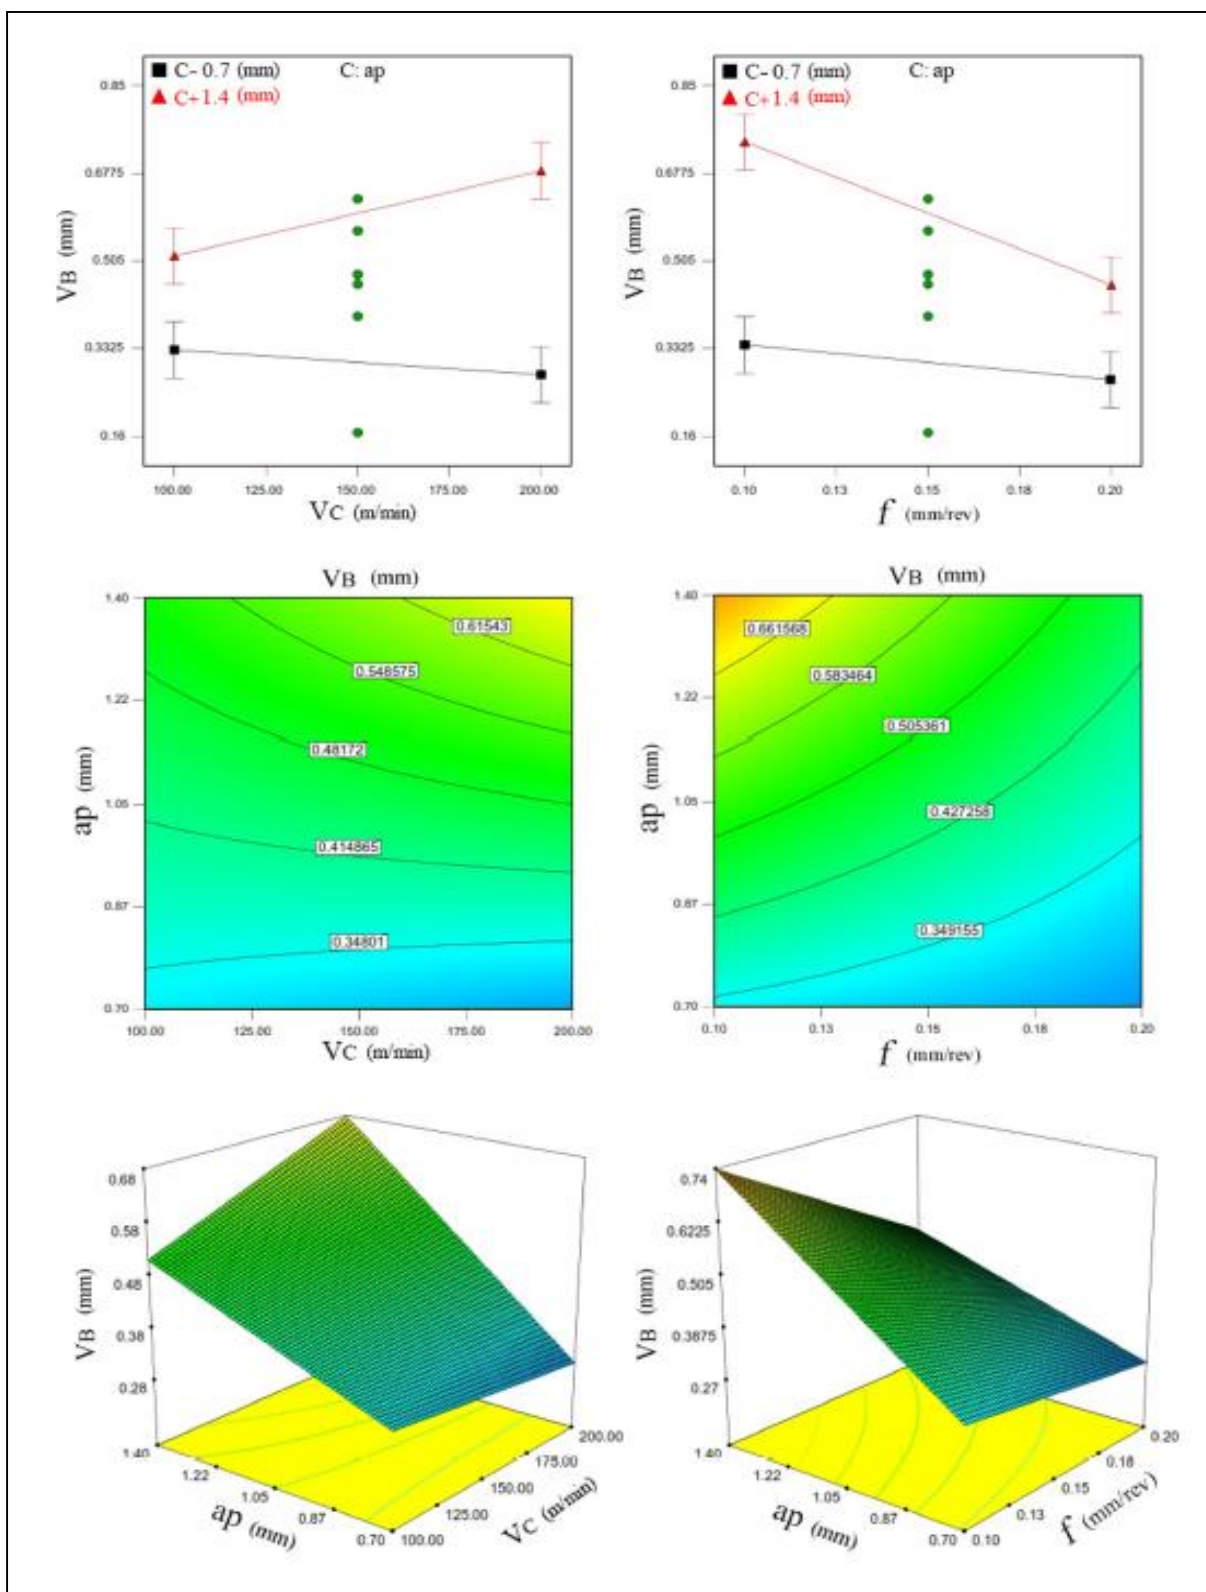 C- 0.7 (mm) C: ap
C+1.4 (mm)
0.85
0.6775
0.505
0.3325
0.16
VB (mm)
100.00 125.00 150.00 175.00 200.00
VC (m/min)
C- 0.7 (mm) C: ap
C+1.4 (mm)
0.85
0.6775
0.505
0.3325
0.16
VB (mm)
0.10 0.13 0.15 0.18 0.20
f (mm/rev)
VB (mm)
1.40
1.22
1.05
0.87
0.70
ap (mm)
0.61543
0.548575
0.48172
0.414865
0.34801
100.00 125.00 150.00 175.00 200.00
VC (m/min)
VB (mm)
1.40
1.22
1.05
0.87
0.70
ap (mm)
0.661568
0.583464
0.505361
0.427258
0.349155
0.10 0.13 0.15 0.18 0.20
f (mm/rev)
0.68
0.58
0.48
0.38
0.28
VB (mm)
1.40
1.22
1.05
0.87
0.70
ap (mm)
100.00
125.00
150.00
175.00
200.00
VC (m/min)
0.74
0.6225
0.505
0.3875
0.27
VB (mm)
1.40
1.22
1.05
0.87
0.70
ap (mm)
0.10
0.13
0.15
0.18
0.20
f (mm/rev)